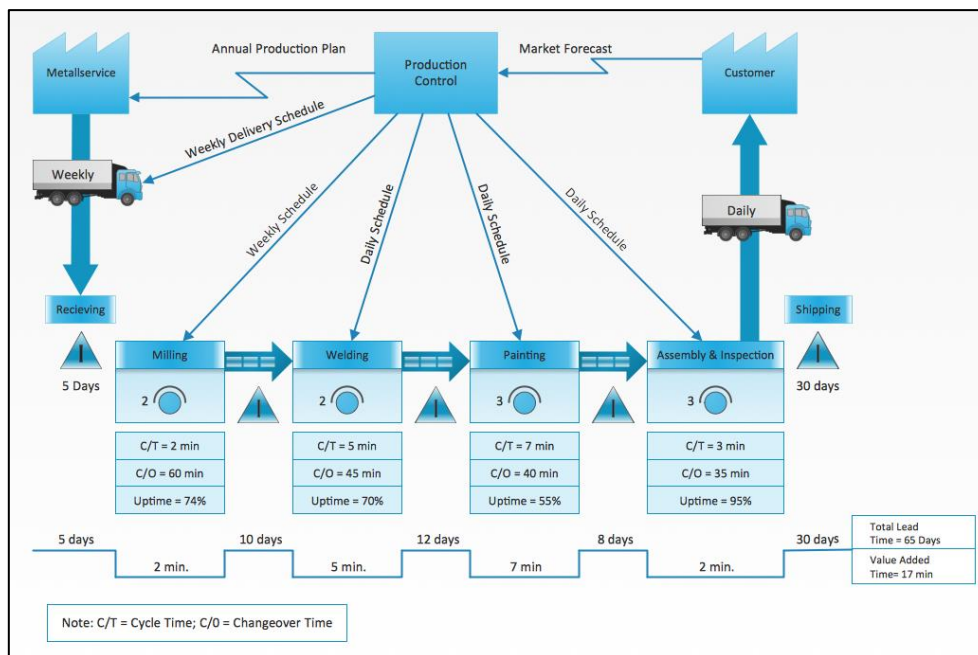 Metallservice
Annual Production Plan
Production
Control
Market Forecast
Customer
Weekly Delivery Schedule
Weekly
Weekly Schedule
Daily Schedule
Daily Schedule
Daily Schedule
Daily
Recieving
5 Days
Milling
2
Welding
2
Painting
3
Assembly & Inspection
3
Shipping
30 days
I
I
I
I
I
C/T = 2 min
C/O = 60 min
Uptime = 74%
C/T = 5 min
C/O = 45 min
Uptime = 70%
C/T = 7 min
C/O = 40 min
Uptime = 55%
C/T = 3 min
C/O = 35 min
Uptime = 95%
5 days
2 min.
10 days
5 min.
12 days
7 min
8 days
2 min.
30 days
Total Lead
Time = 65 Days
Value Added
Time= 17 min
Note: C/T = Cycle Time; C/0 = Changeover Time